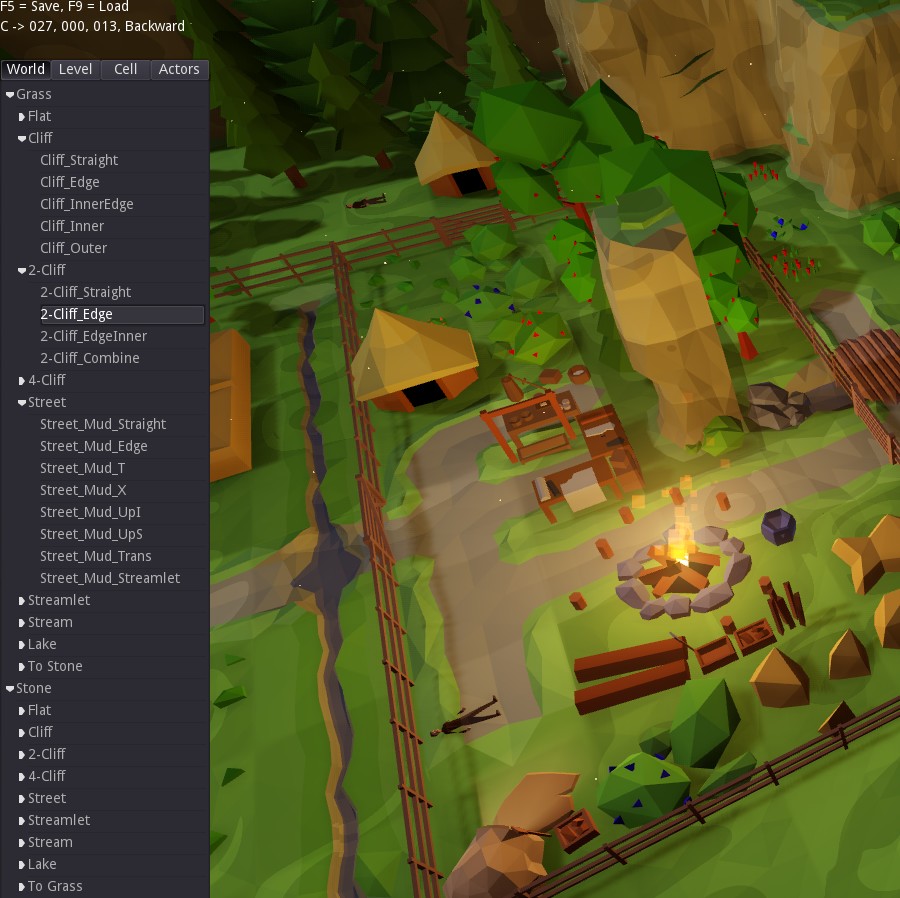 F5 = Save, F9 = Load
C -> 027, 000, 013, Backward
World Level Cell Actors
Grass
Flat
Cliff
Cliff_Straight
Cliff_Edge
Cliff_InnerEdge
Cliff_Inner
Cliff_Outer
2-Cliff
2-Cliff_Straight
2-Cliff_Edge
2-Cliff_EdgeInner
2-Cliff_Combine
4-Cliff
Street
Street_Mud_Straight
Street_Mud_Edge
Street_Mud_T
Street_Mud_X
Street_Mud_UpI
Street_Mud_UpS
Street_Mud_Trans
Street_Mud_Streamlet
Streamlet
Stream
Lake
To Stone
Stone
Flat
Cliff
2-Cliff
4-Cliff
Street
Streamlet
Stream
Lake
To Grass